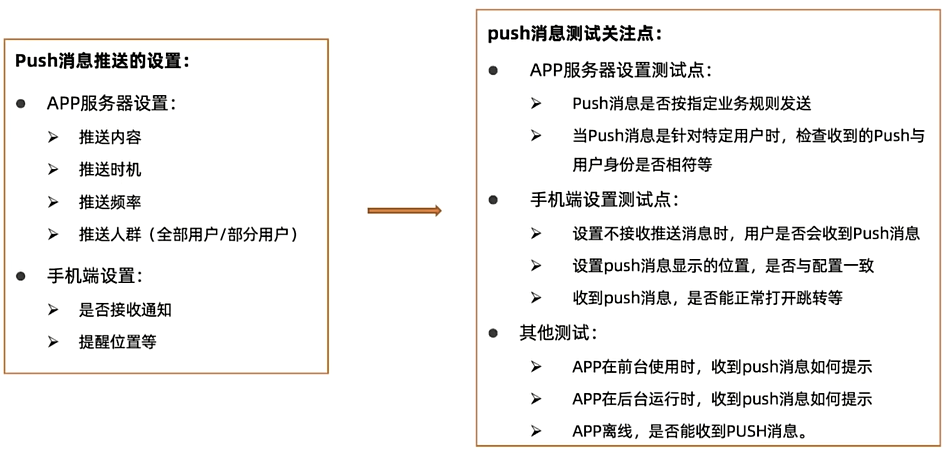 Push消息推送的设置：
● APP服务器设置：
➢ 推送内容
➢ 推送时机
➢ 推送频率
➢ 推送人群（全部用户/部分用户）
● 手机端设置：
➢ 是否接收通知
➢ 提醒位置等
push消息测试关注点：
● APP服务器设置测试点：
➢ Push消息是否按指定业务规则发送
➢ 当Push消息是针对特定用户时，检查收到的Push与
用户身份是否相符等
● 手机端设置测试点：
➢ 设置不接收推送消息时，用户是否会收到Push消息
➢ 设置push消息显示的位置，是否与配置一致
➢ 收到push消息，是否能正常打开跳转等
● 其他测试：
➢ APP在前台使用时，收到push消息如何提示
➢ APP在后台运行时，收到push消息如何提示
➢ APP离线，是否能收到PUSH消息。